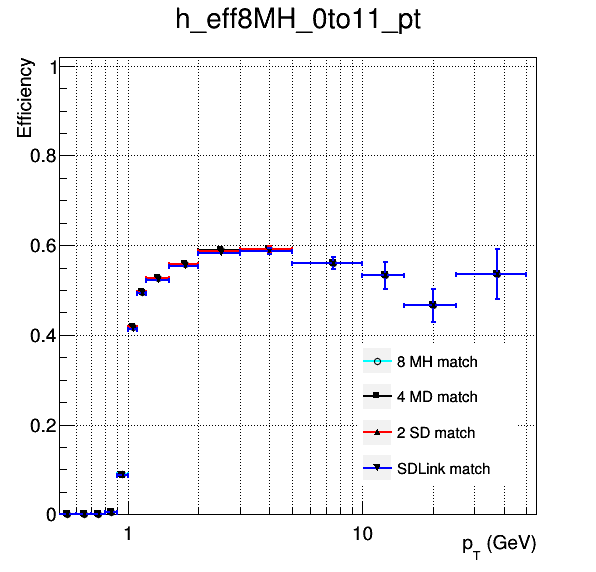 h_eff8MH_0to11_pt
Efficiency
1
0.8
0.6
0.4
0.2
0
8 MH match
4 MD match
2 SD match
SDLink match
1
10
p_T (GeV)